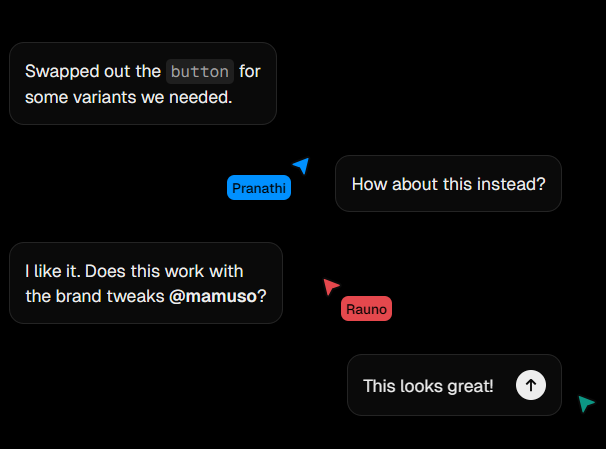 Swapped out the button for
some variants we needed.
Pranathi
How about this instead?
I like it. Does this work with
the brand tweaks @mamuso?
Rauno
This looks great!